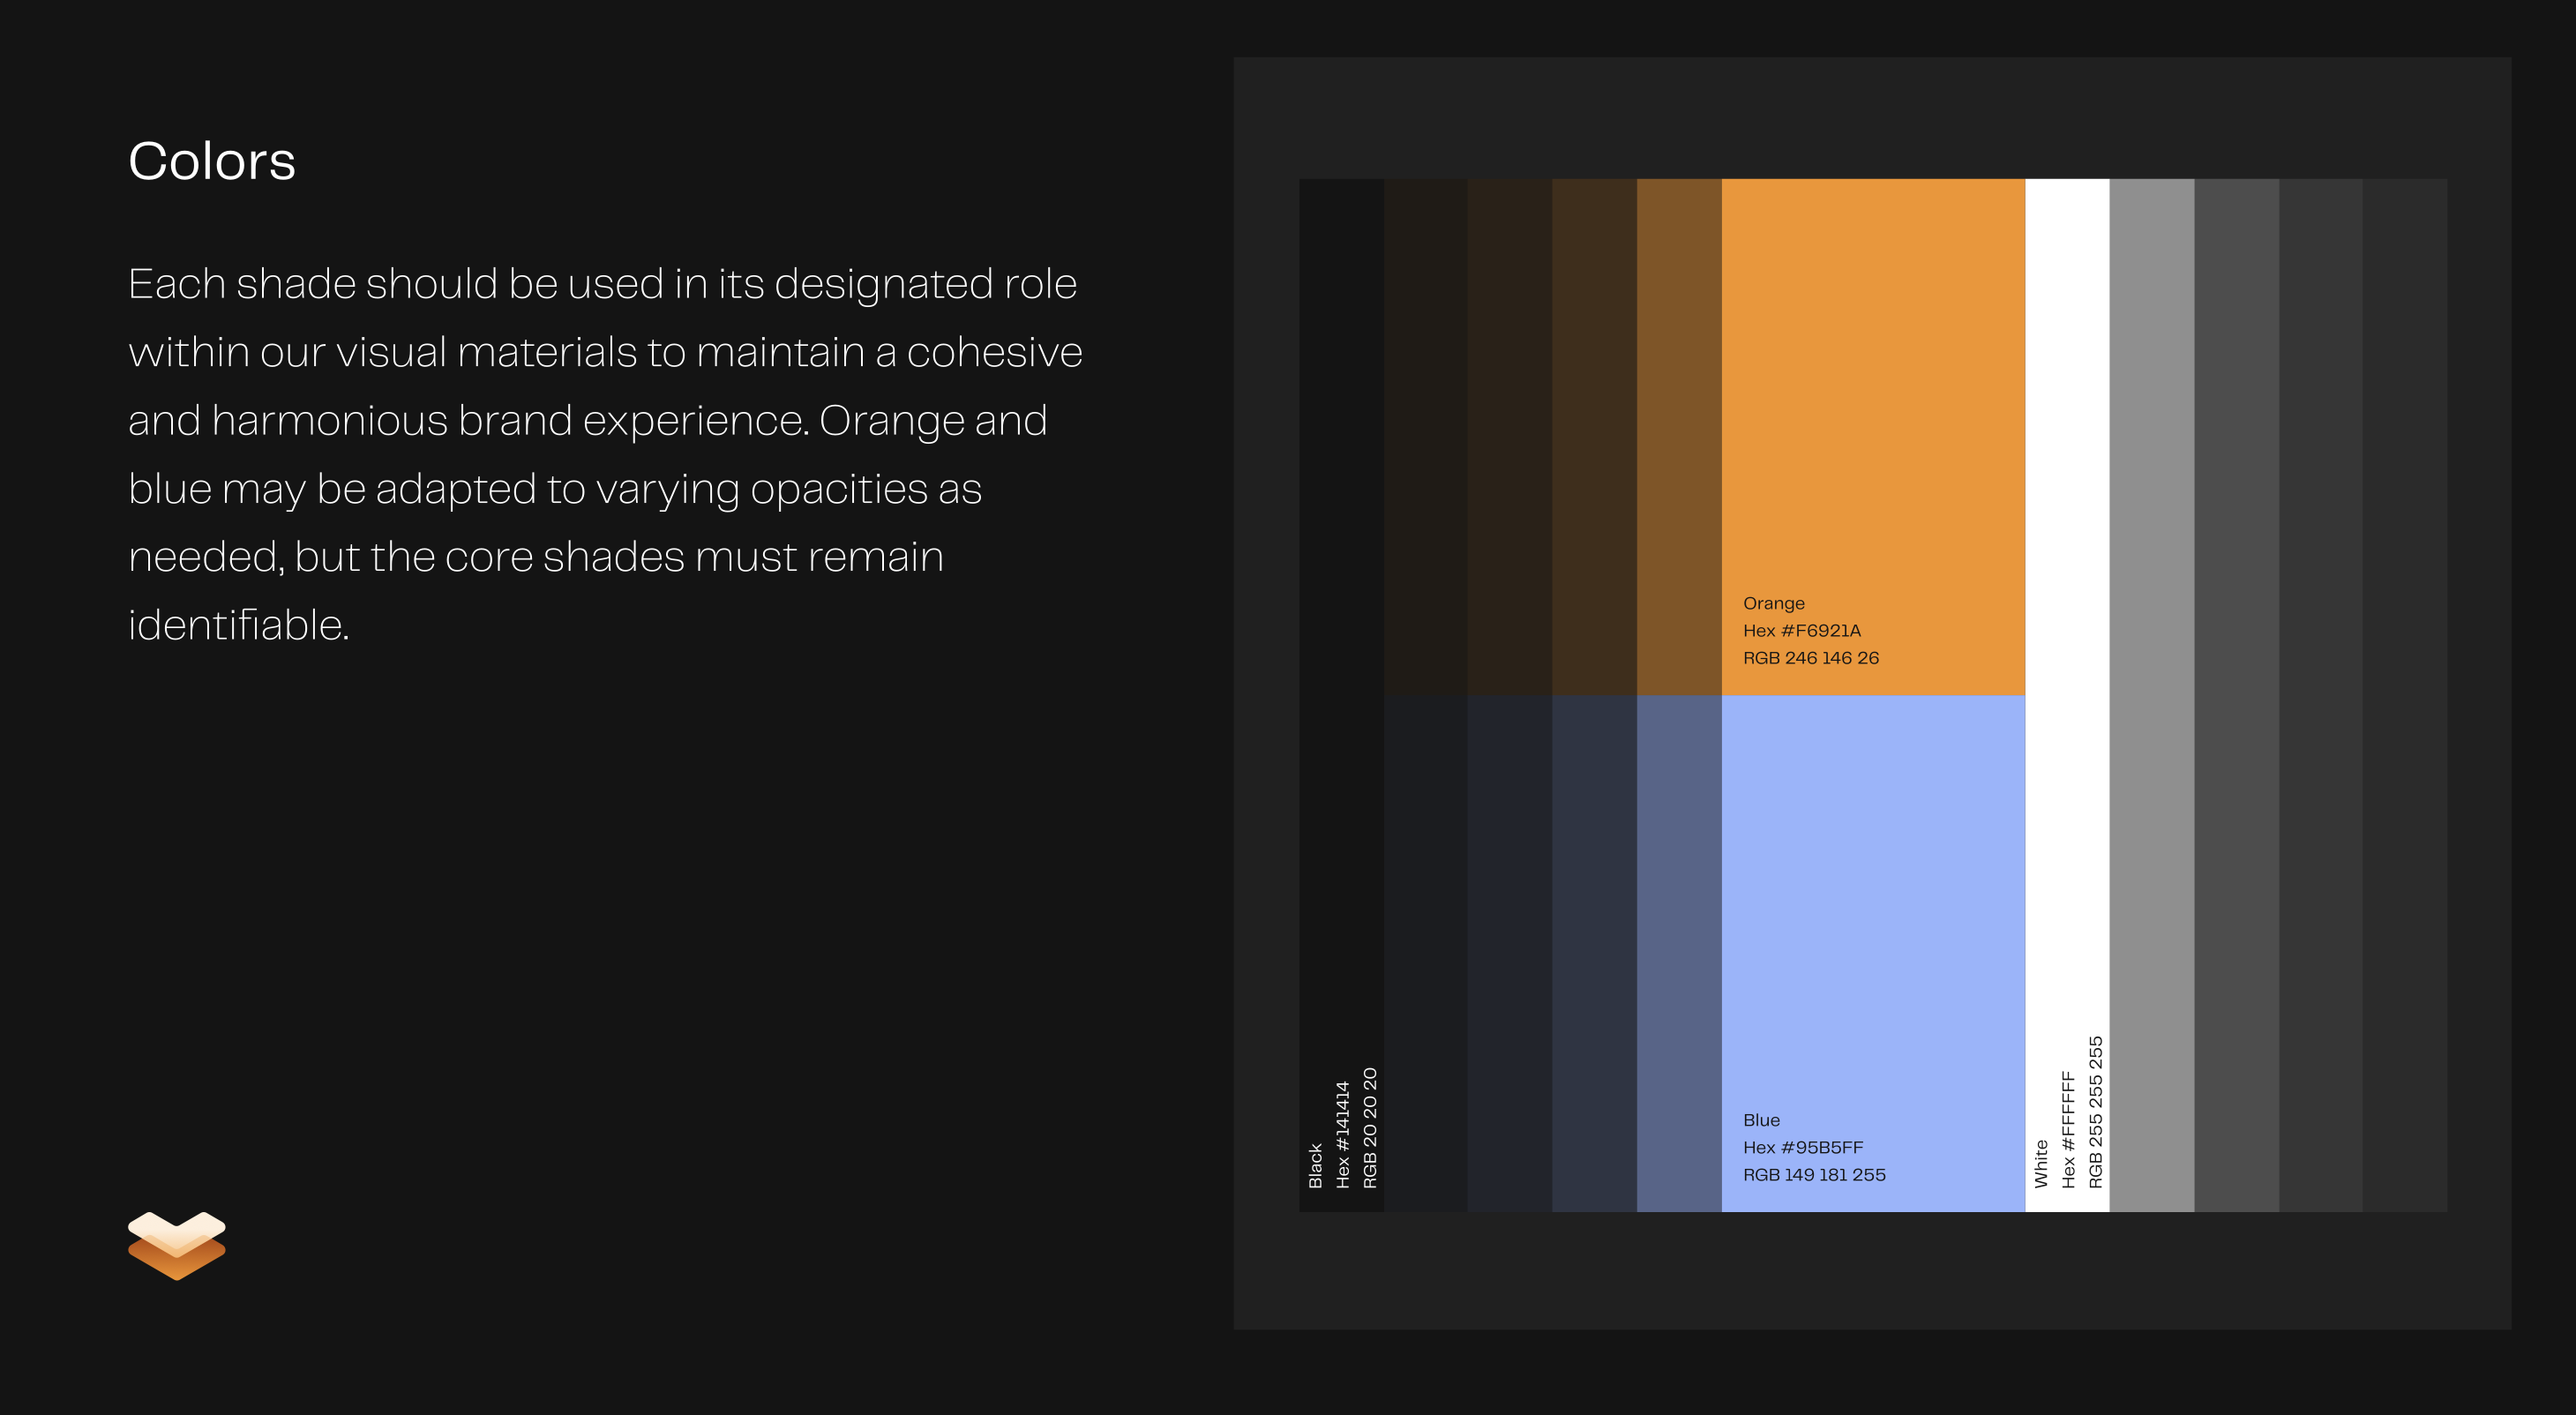 Colors
Each shade should be used in its designated role
within our visual materials to maintain a cohesive
and harmonious brand experience. Orange and
blue may be adapted to varying opacities as
needed, but the core shades must remain
identifiable.
Black
Hex #141414
RGB 20 20 20
Orange
Hex #F6921A
RGB 246 146 26
Blue
Hex #95B5FF
RGB 149 181 255
White
Hex #FFFFFF
RGB 255 255 255